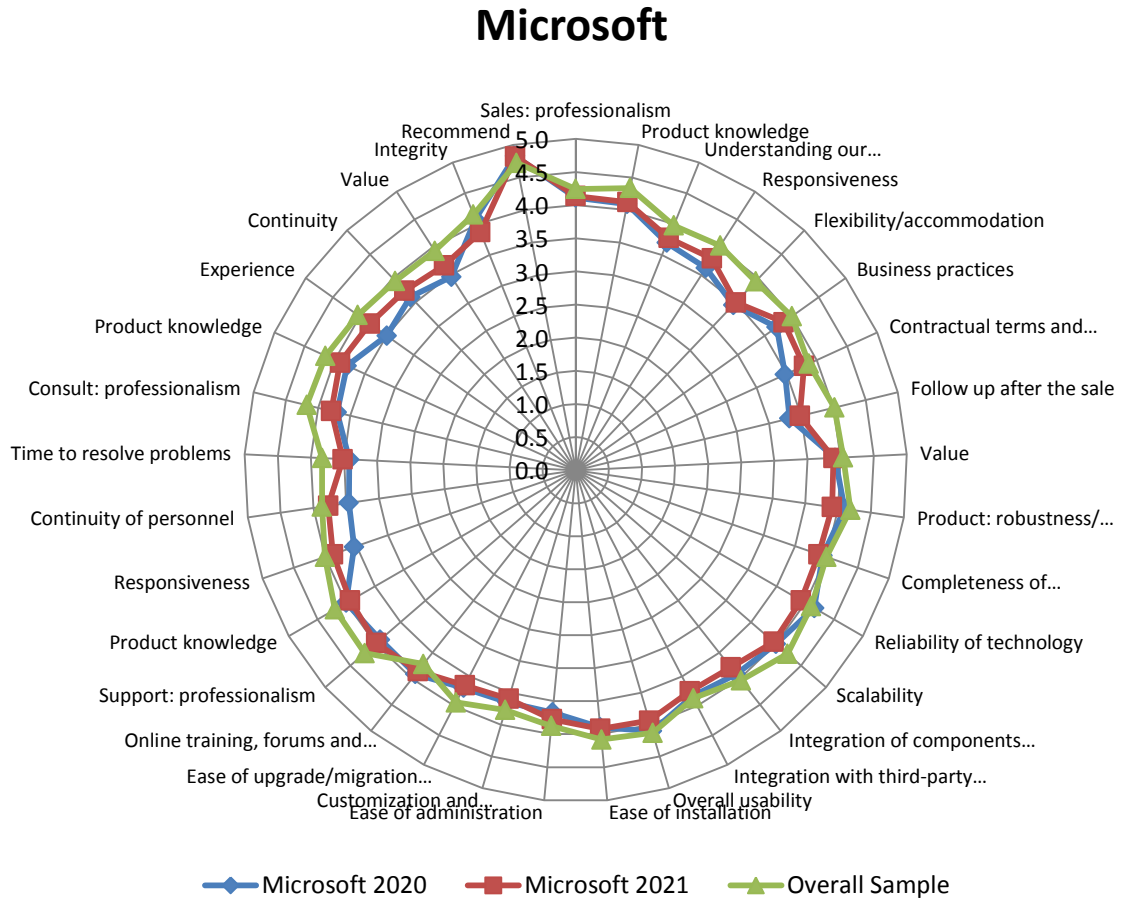 Microsoft
Sales: professionalism
Product knowledge
Understanding our...
Responsiveness
Flexibility/accommodation
Business practices
Contractual terms and...
Follow up after the sale
Value
Product: robustness/...
Completeness of...
Reliability of technology
Scalability
Integration of components...
Integration with third-party...
Overall usability
Ease of installation
Ease of administration
Customization and...
Ease of upgrade/migration...
Online training, forums and...
Support: professionalism
Product knowledge
Responsiveness
Continuity of personnel
Time to resolve problems
Consult: professionalism
Product knowledge
Experience
Continuity
Value
Integrity
Recommend
5.0
4.5
4.0
3.5
3.0
2.5
2.0
1.5
1.0
0.5
0.0
Microsoft 2020
Microsoft 2021
Overall Sample